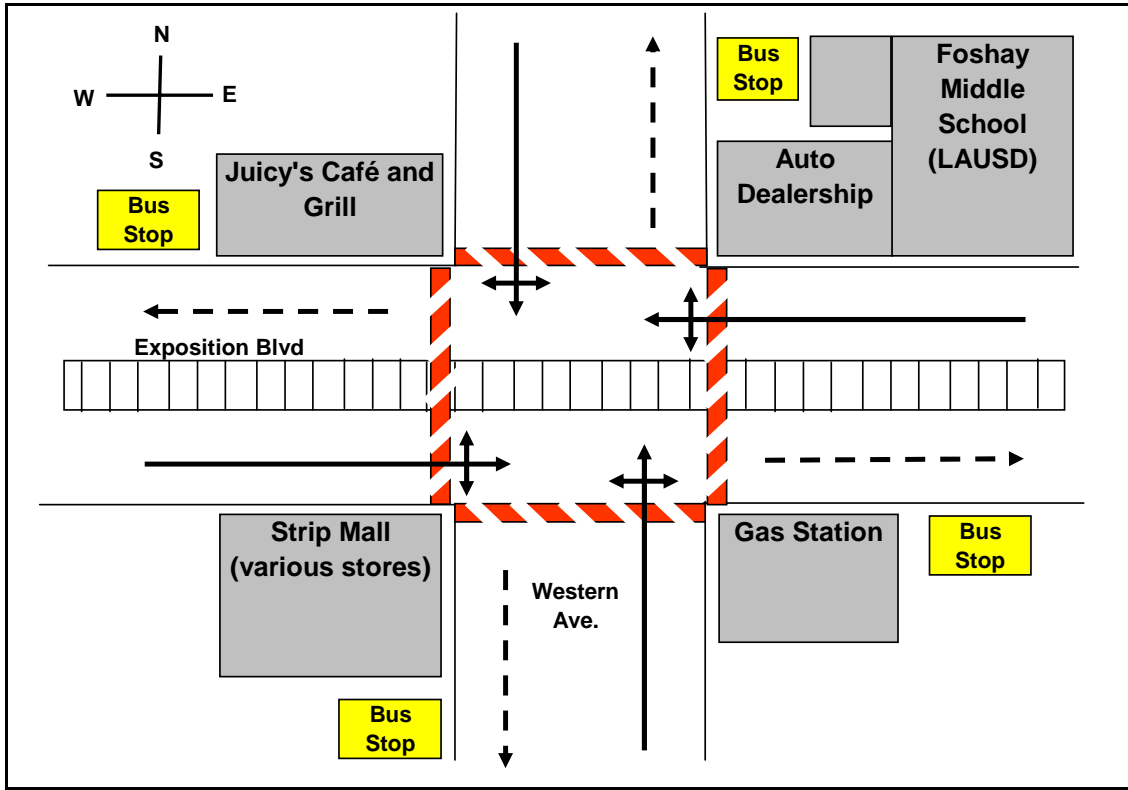 N
W
E
S
Bus
Stop
Foshay
Middle
School
(LAUSD)
Juicy's Café and
Grill
Auto
Dealership
Bus
Stop
Exposition Blvd
Strip Mall
(various stores)
Gas Station
Bus
Stop
Western
Ave.
Bus
Stop